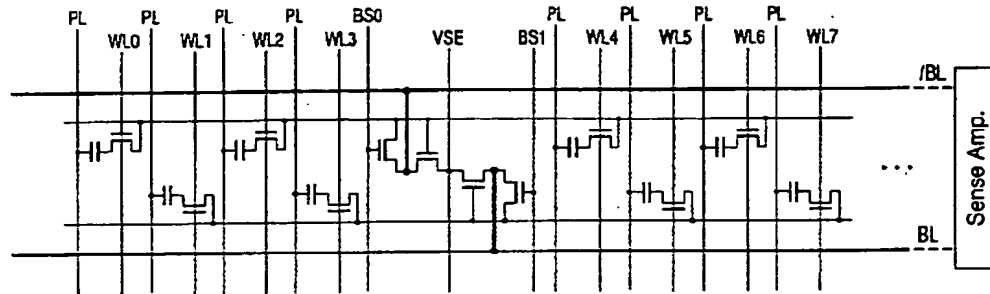 PL PL PL PL BS0 PL PL PL PL
WL0 WL1 WL2 WL3 VSE BS1 WL4 WL5 WL6 WL7
/BL
BL
Sense Amp.